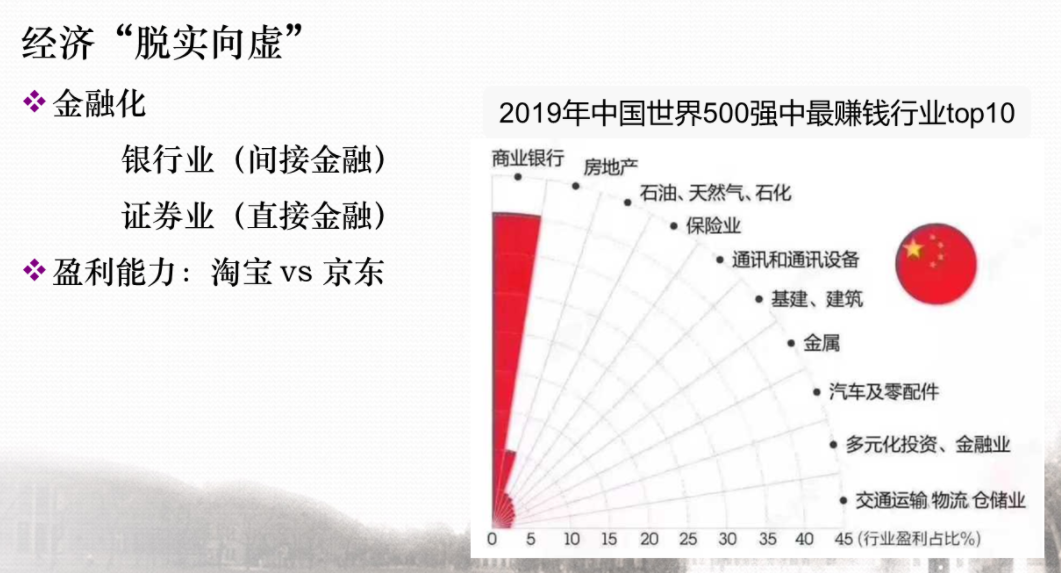 经济“脱实向虚”
金融化
银行业（间接金融）
证券业（直接金融）
盈利能力：淘宝 vs 京东
2019年中国世界500强中最赚钱行业top10
商业银行
房地产
石油、天然气、石化
保险业
通讯和通讯设备
基建、建筑
金属
汽车及零配件
多元化投资、金融业
交通运输 物流 仓储业
0 5 10 15 20 25 30 35 40 45 (行业盈利占比%)